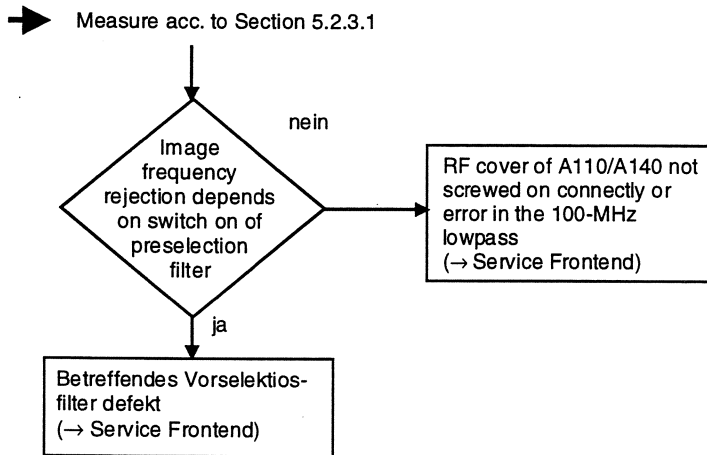 Measure acc. to Section 5.2.3.1
nein
Image
frequency
rejection depends
on switch on of
preselection
filter
RF cover of A110/A140 not
screwed on connectly or
error in the 100-MHz
lowpass
(→ Service Frontend)
ja
Betreffendes Vorselektios-
filter defekt
(→ Service Frontend)